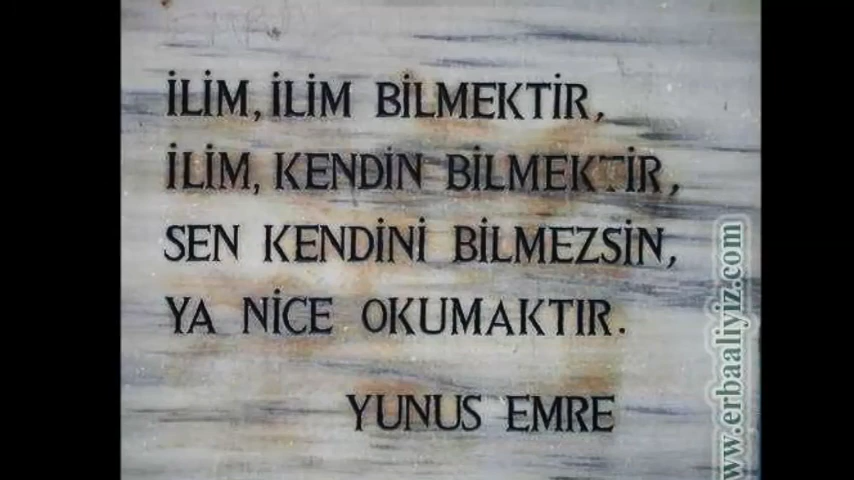 İLİM, İLİM BİLMEKTİR,
İLİM, KENDİN BİLMEKTİR,
SEN KENDİNİ BİLMEZSİN,
YA NİCE OKUMAKTIR.
YUNUS EMRE
www.erbaaliyiz.com